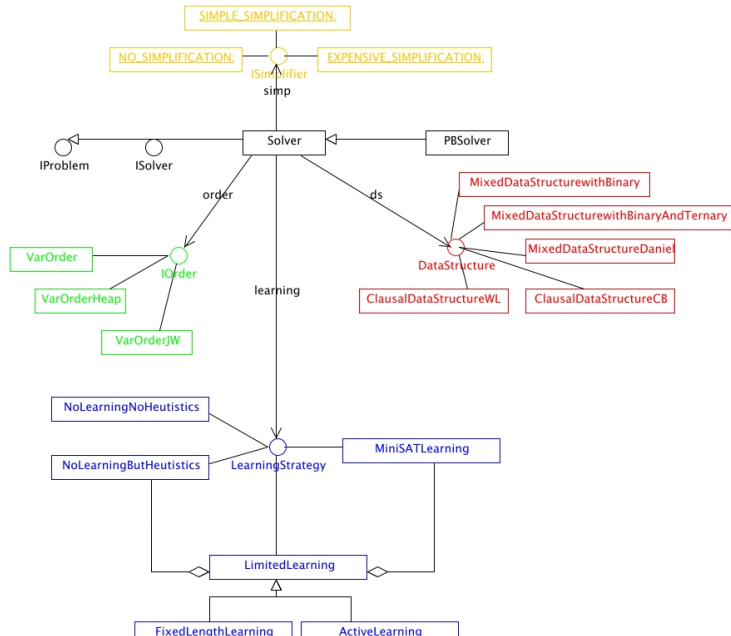 SIMPLE_SIMPLIFICATION:
NO_SIMPLIFICATION:
EXPENSIVE_SIMPLIFICATION:
ISimplifier
simp
Solver
PBSolver
IProblem
ISolver
order
ds
MixedDataStructurewithBinary
MixedDataStructurewithBinaryAndTernary
MixedDataStructureDaniel
DataStructure
VarOrder
IOrder
VarOrderHeap
learning
ClausalDataStructureWL
ClausalDataStructureCB
VarOrderJW
NoLearningNoHeutistics
MiniSATLearning
NoLearningButHeutistics
LearningStrategy
LimitedLearning
FixedLengthLearning
ActiveLearning